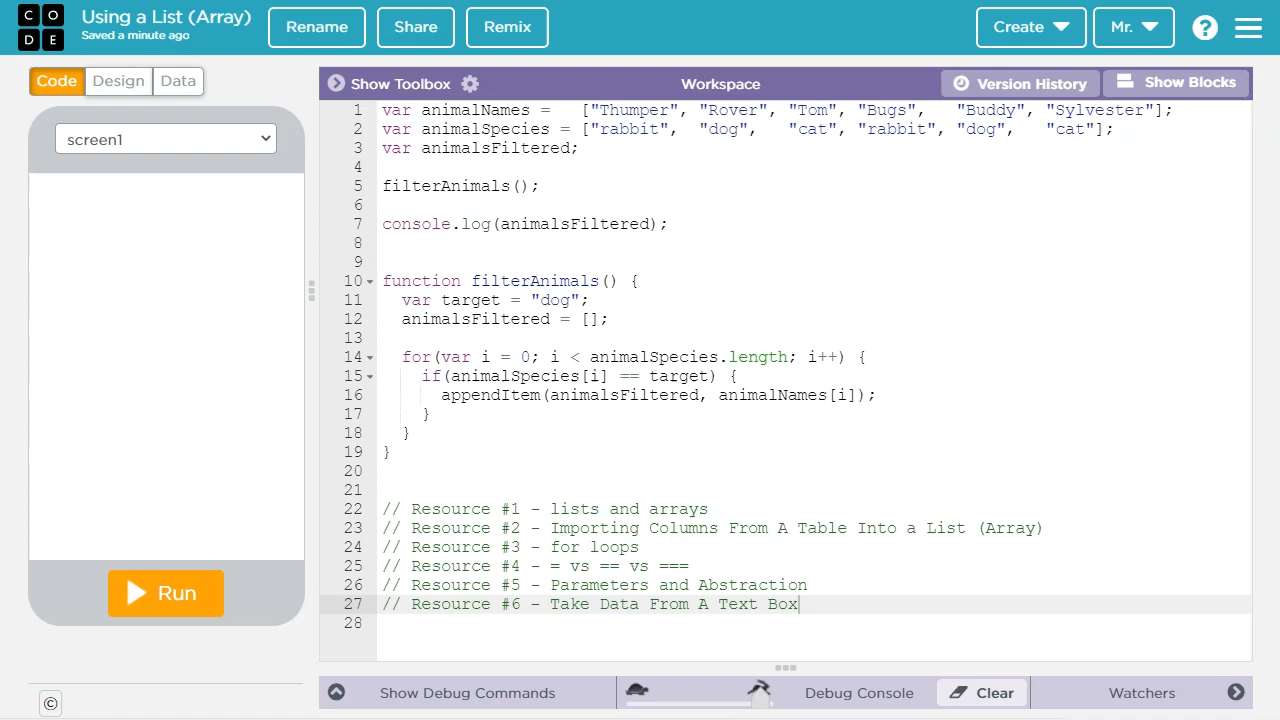 CO
DE
Using a List (Array)
Saved a minute ago
Rename
Share
Remix
Create
Mr.
?
Code
Design
Data
screen1
Run
©
Show Toolbox
Workspace
Version History
Show Blocks
1 var animalNames =   ["Thumper", "Rover", "Tom", "Bugs",   "Buddy", "Sylvester"];
2 var animalSpecies = ["rabbit",  "dog",   "cat", "rabbit", "dog",   "cat"];
3 var animalsFiltered;
4
5 filterAnimals();
6
7 console.log(animalsFiltered);
8
9
10 function filterAnimals() {
11   var target = "dog";
12   animalsFiltered = [];
13
14   for(var i = 0; i < animalSpecies.length; i++) {
15     if(animalSpecies[i] == target) {
16       appendItem(animalsFiltered, animalNames[i]);
17     }
18   }
19 }
20
21
22 // Resource #1 - lists and arrays
23 // Resource #2 - Importing Columns From A Table Into a List (Array)
24 // Resource #3 - for loops
25 // Resource #4 - = vs == vs ===
26 // Resource #5 - Parameters and Abstraction
27 // Resource #6 - Take Data From A Text Box
28
Show Debug Commands
Debug Console
Clear
Watchers